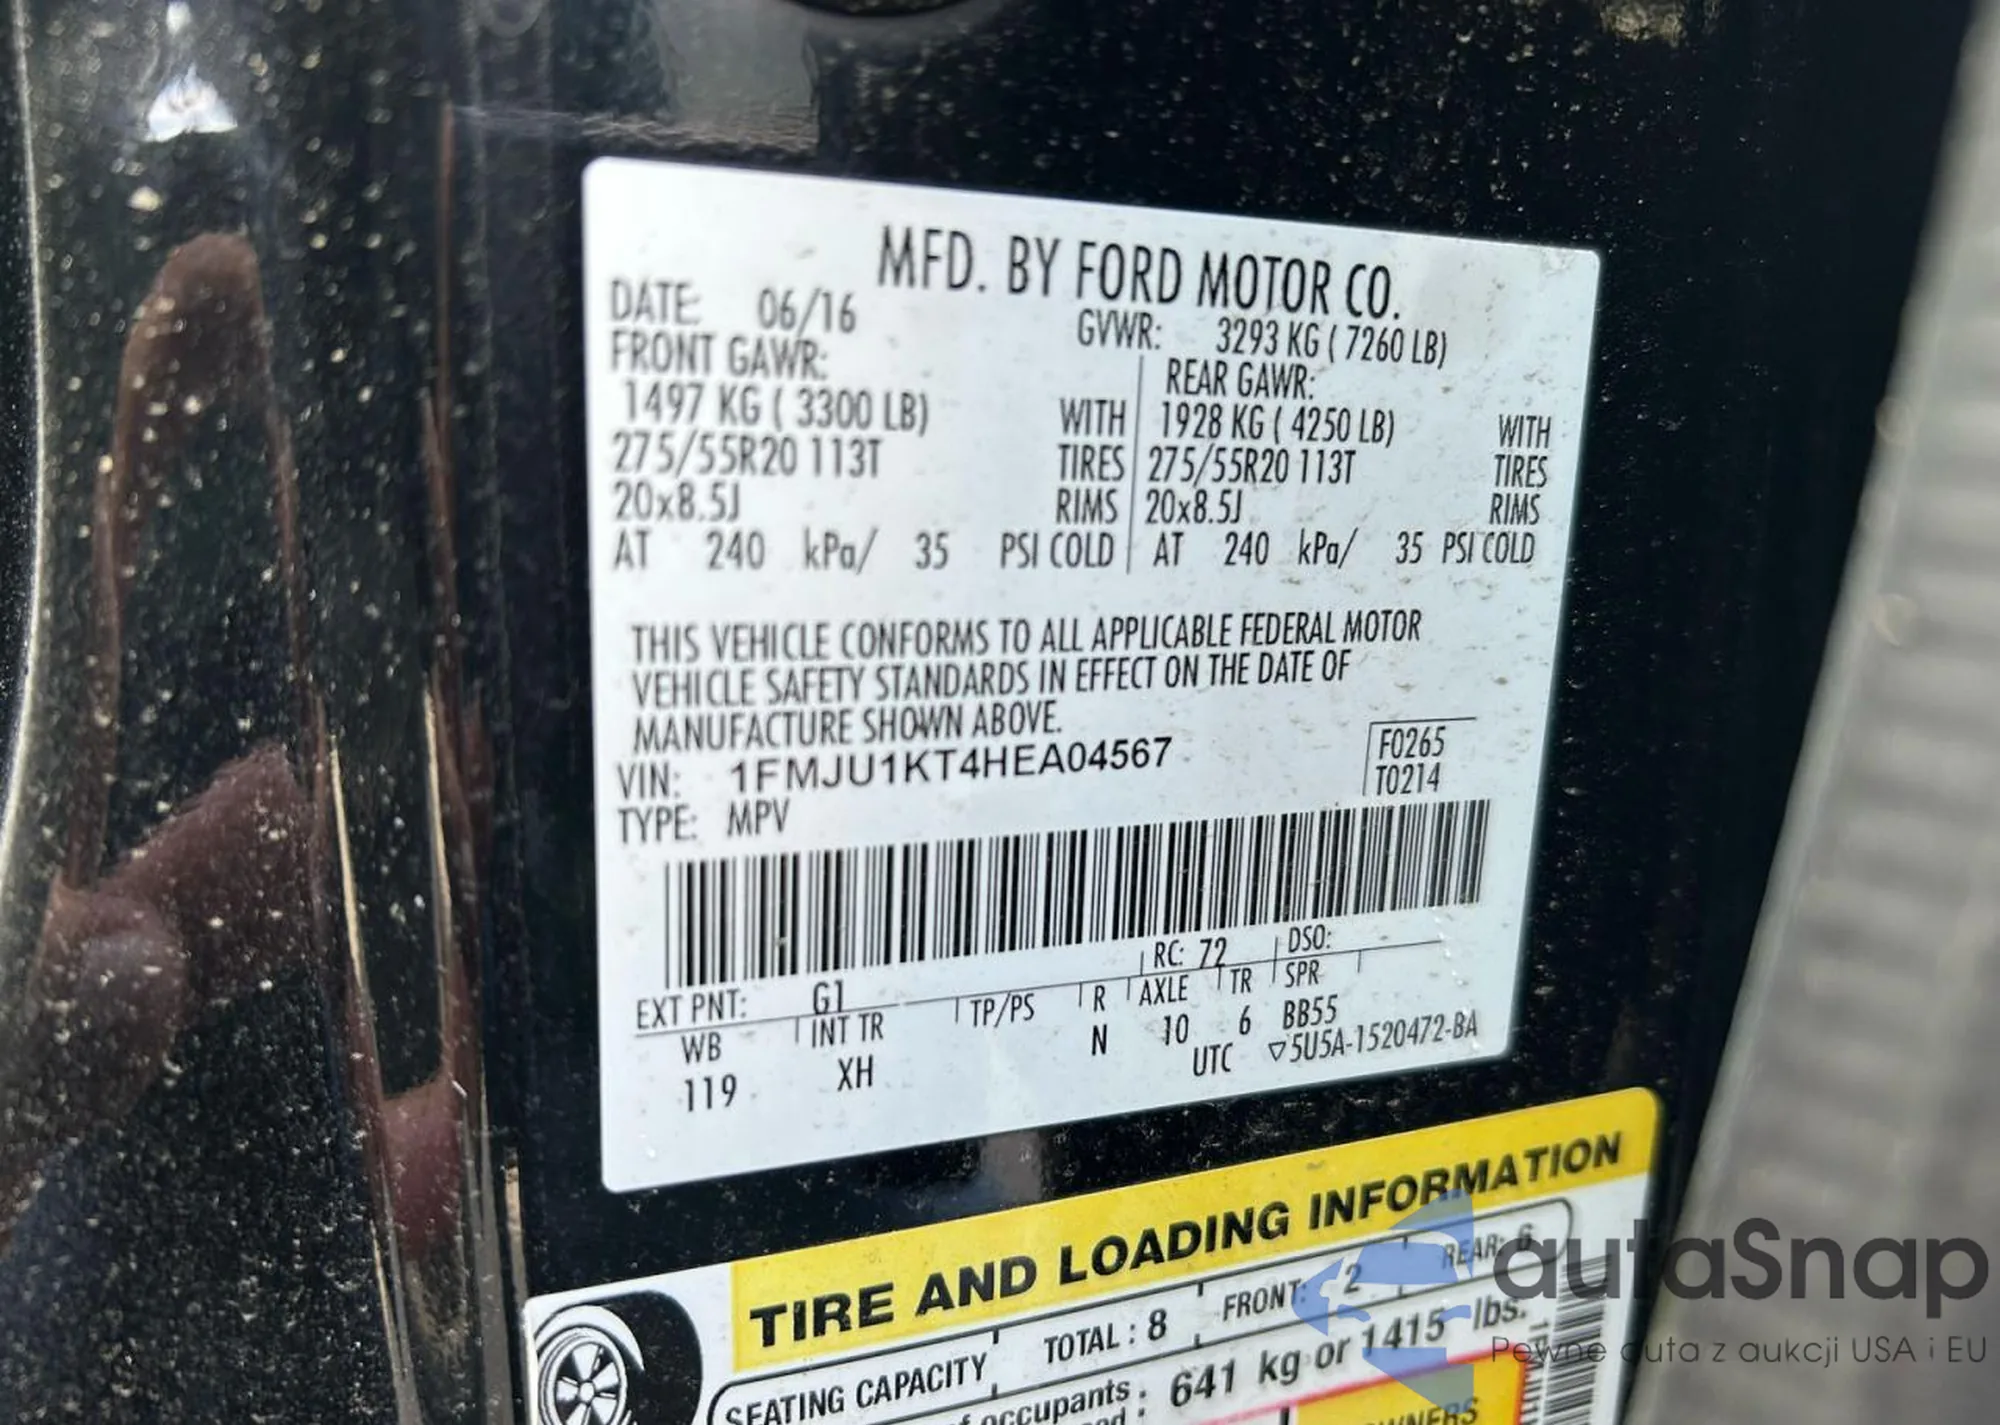 MFD. BY FORD MOTOR CO.
DATE: 06/16 GVWR: 3293 KG ( 7260 LB)
FRONT GAWR: REAR GAWR:
1497 KG ( 3300 LB) WITH 1928 KG ( 4250 LB) WITH
275/55R20 113T TIRES 275/55R20 113T TIRES
20x8.5J RIMS 20x8.5J RIMS
AT 240 kPa/ 35 PSI COLD AT 240 kPa/ 35 PSI COLD
THIS VEHICLE CONFORMS TO ALL APPLICABLE FEDERAL MOTOR
VEHICLE SAFETY STANDARDS IN EFFECT ON THE DATE OF
MANUFACTURE SHOWN ABOVE.
VIN: 1FMJU1KT4HEA04567 F0265
TYPE: MPV T0214
RC: 72 DSO:
EXT PNT: G1
WB INT TR TP/PS R AXLE TR SPR
119 XH N 10 6 BB55
UTC ▽5U5A-1520472-BA
TIRE AND LOADING INFORMATION
SEATING CAPACITY TOTAL : 8 FRONT: 2 REAR: 6
occupants : 641 kg or 1415 lbs.
autaSnap
Pewne auta z aukcji USA i EU